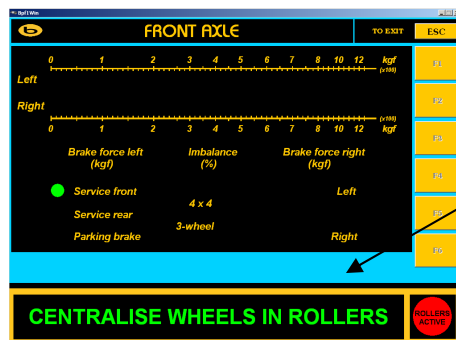 Bpf1Win
FRONT AXLE TO EXIT ESC
0 1 2 3 4 5 6 7 8 10 12 kgf
(x100)
Left
Right
(x100)
0 1 2 3 4 5 6 7 8 10 12 kgf
Brake force left Imbalance Brake force right
(kgf) (%) (kgf)
Service front Left
4 x 4
Service rear
3-wheel
Parking brake Right
F1
F2
F3
F4
F5
F6
CENTRALISE WHEELS IN ROLLERS
ROLLERS
ACTIVE